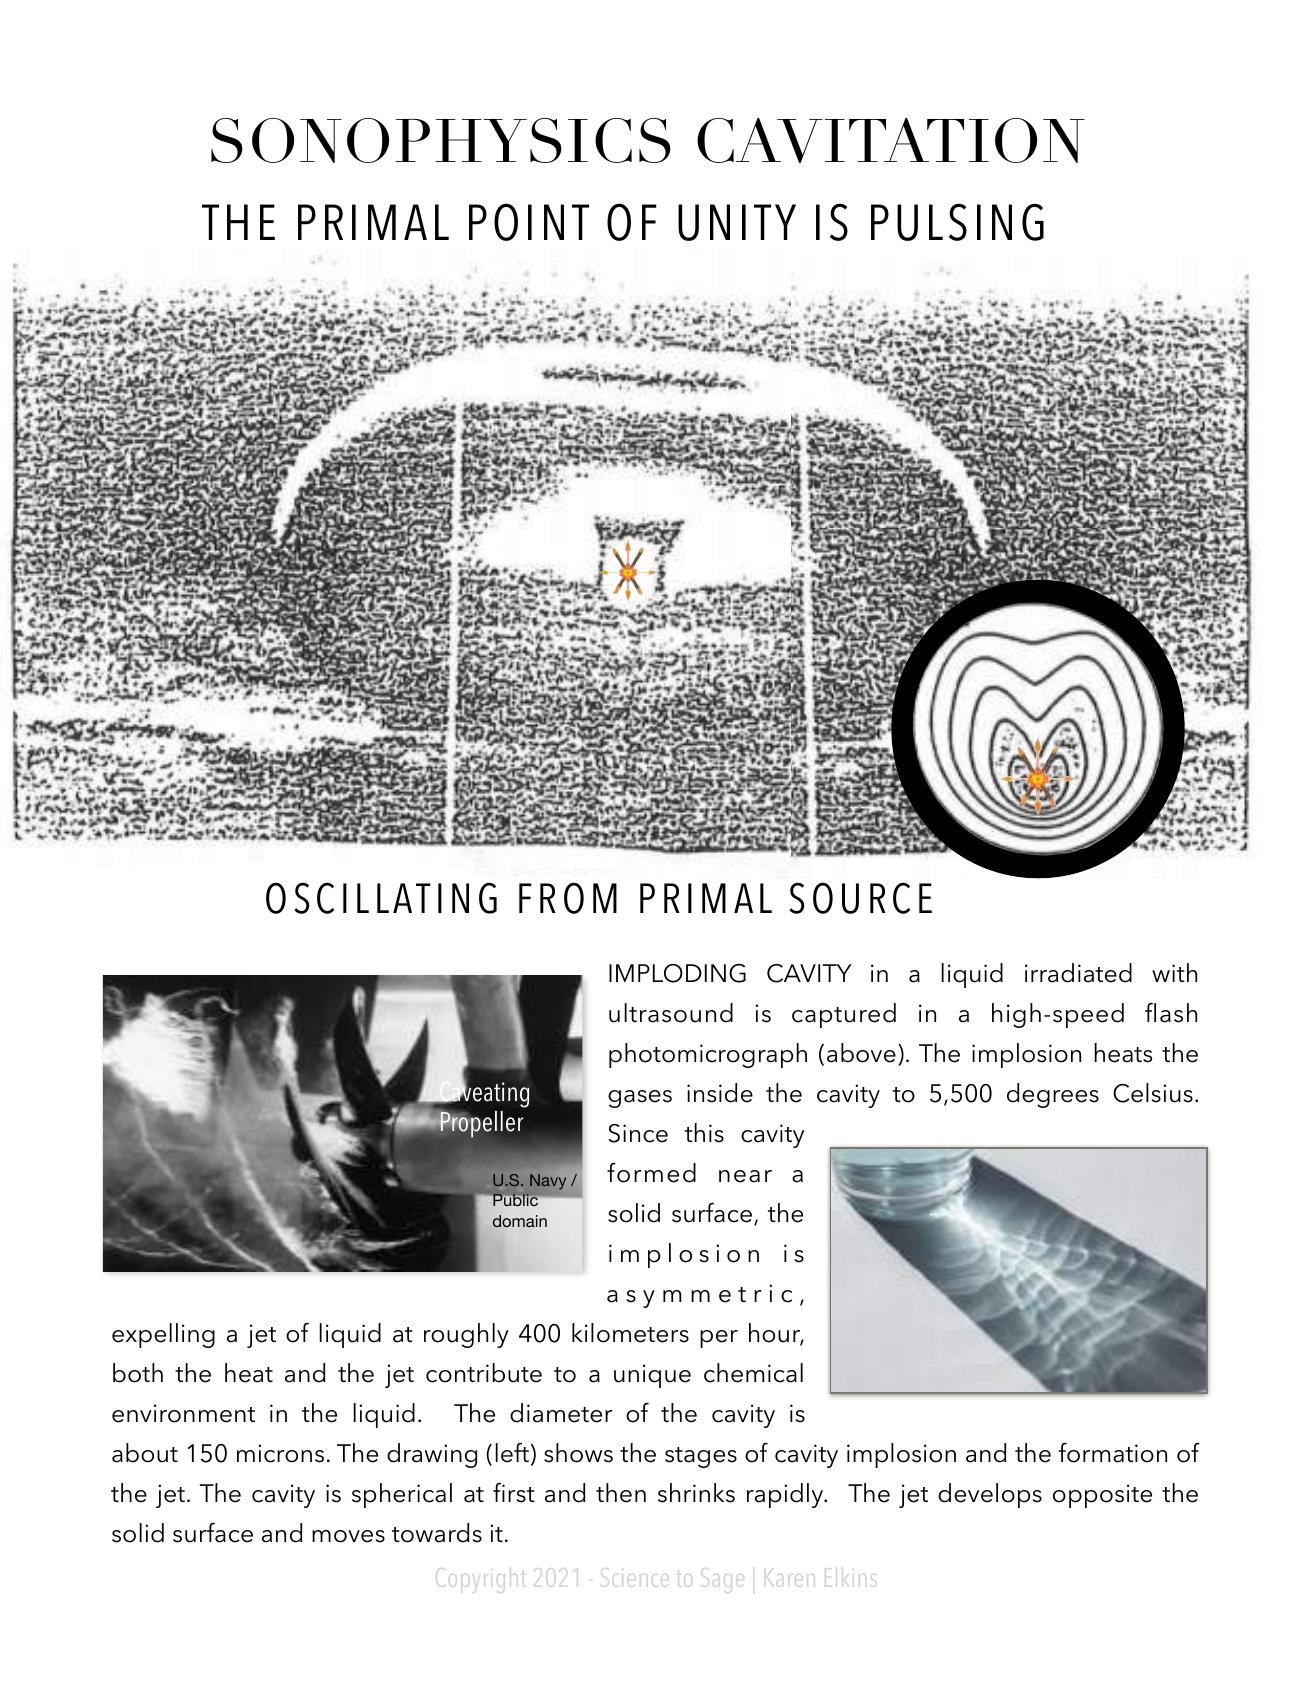 SONOPHYSICS CAVITATION
THE PRIMAL POINT OF UNITY IS PULSING
OSCILLATING FROM PRIMAL SOURCE
Caveating
Propeller
U.S. Navy /
Public
domain
IMPLODING CAVITY in a liquid irradiated with
ultrasound is captured in a high-speed flash
photomicrograph (above). The implosion heats the
gases inside the cavity to 5,500 degrees Celsius.
Since this cavity
formed near a
solid surface, the
implosion is
asymmetric,
expelling a jet of liquid at roughly 400 kilometers per hour,
both the heat and the jet contribute to a unique chemical
environment in the liquid. The diameter of the cavity is
about 150 microns. The drawing (left) shows the stages of cavity implosion and the formation of
the jet. The cavity is spherical at first and then shrinks rapidly. The jet develops opposite the
solid surface and moves towards it.
Copyright 2021 - Science to Sage | Karen Elkins